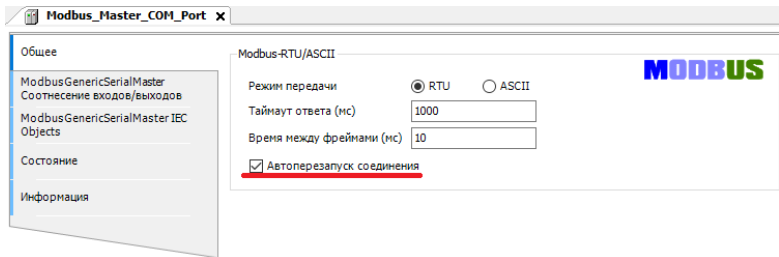 Modbus_Master_COM_Port X
Общее
ModbusGenericSerialMaster
Соотнесение входов/выходов
ModbusGenericSerialMaster IEC
Objects
Состояние
Информация
Modbus-RTU/ASCII
MODBUS
Режим передачи RTU ASCII
Таймаут ответа (мс) 1000
Время между фреймами (мс) 10
Автоперезапуск соединения